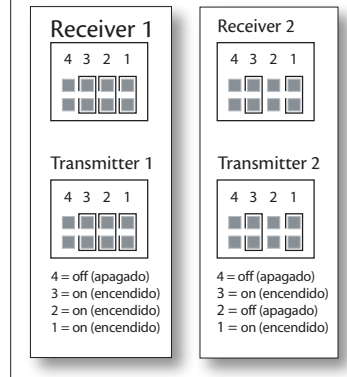 Receiver 1
4 3 2 1
Transmitter 1
4 3 2 1
4 = off (apagado)
3 = on (encendido)
2 = on (encendido)
1 = on (encendido)
Receiver 2
4 3 2 1
Transmitter 2
4 3 2 1
4 = off (apagado)
3 = on (encendido)
2 = off (apagado)
1 = on (encendido)